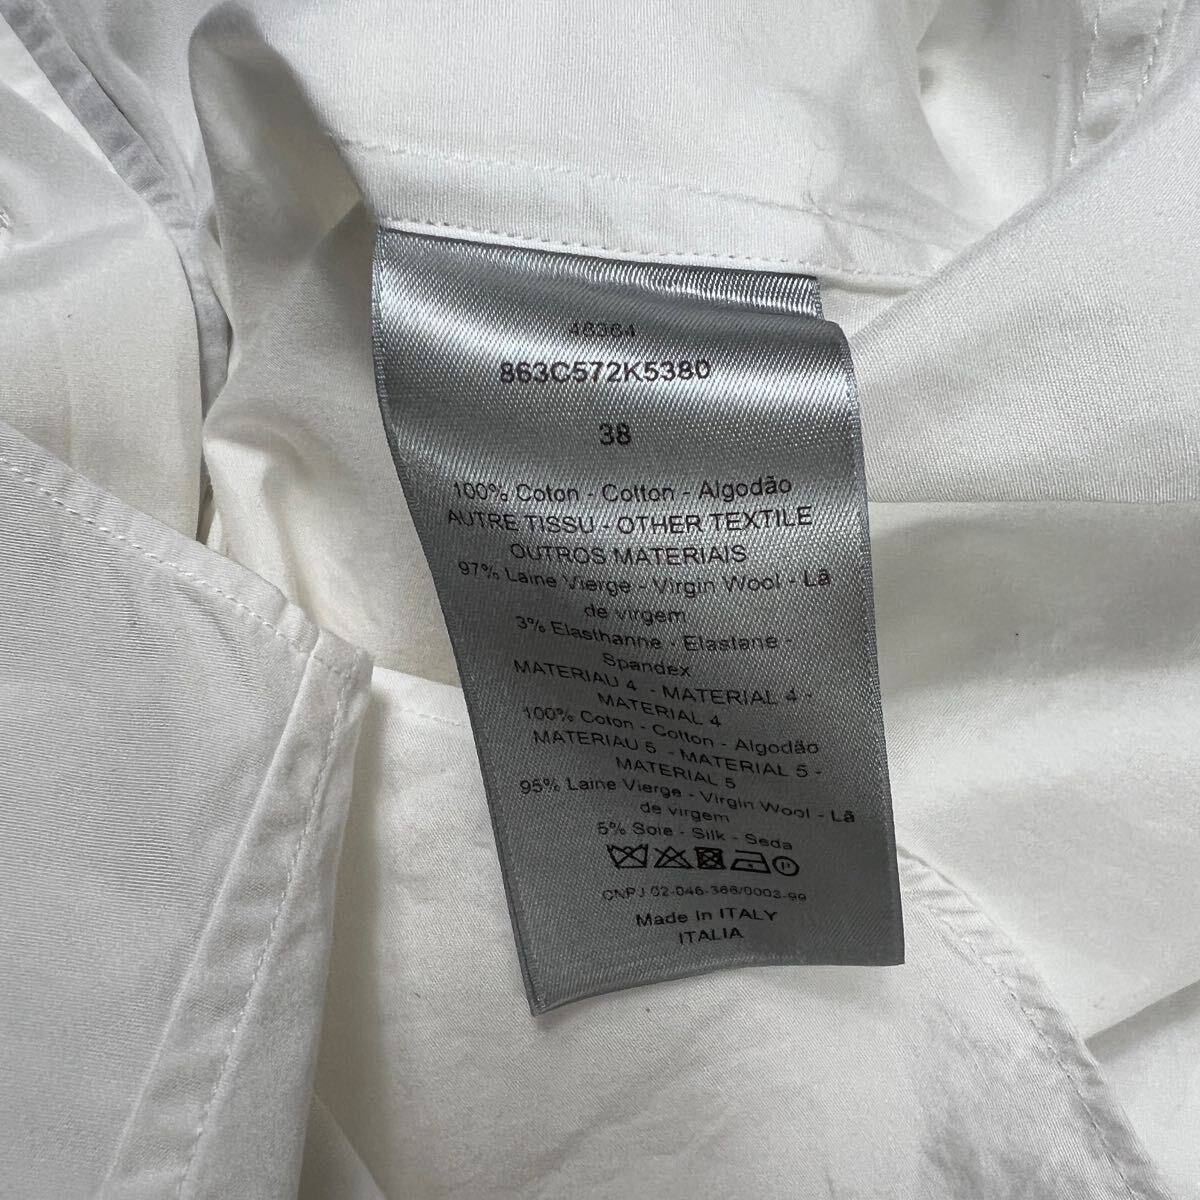 48364
863C572K5380
38
100% Coton - Cotton - Algodão
AUTRE TISSU - OTHER TEXTILE
OUTROS MATERIAIS
97% Laine Vierge - Virgin Wool - Lã
de virgem
3% Elasthanne - Elastane -
Spandex
MATERIAU 4 - MATERIAL 4 -
MATERIAL 4
100% Coton - Cotton - Algodão
MATERIAU 5 - MATERIAL 5 -
MATERIAL 5
95% Laine Vierge - Virgin Wool - Lã
de virgem
5% Soie - Silk - Seda
P
CNPJ 02-046-366/0003-99
Made in ITALY
ITALIA